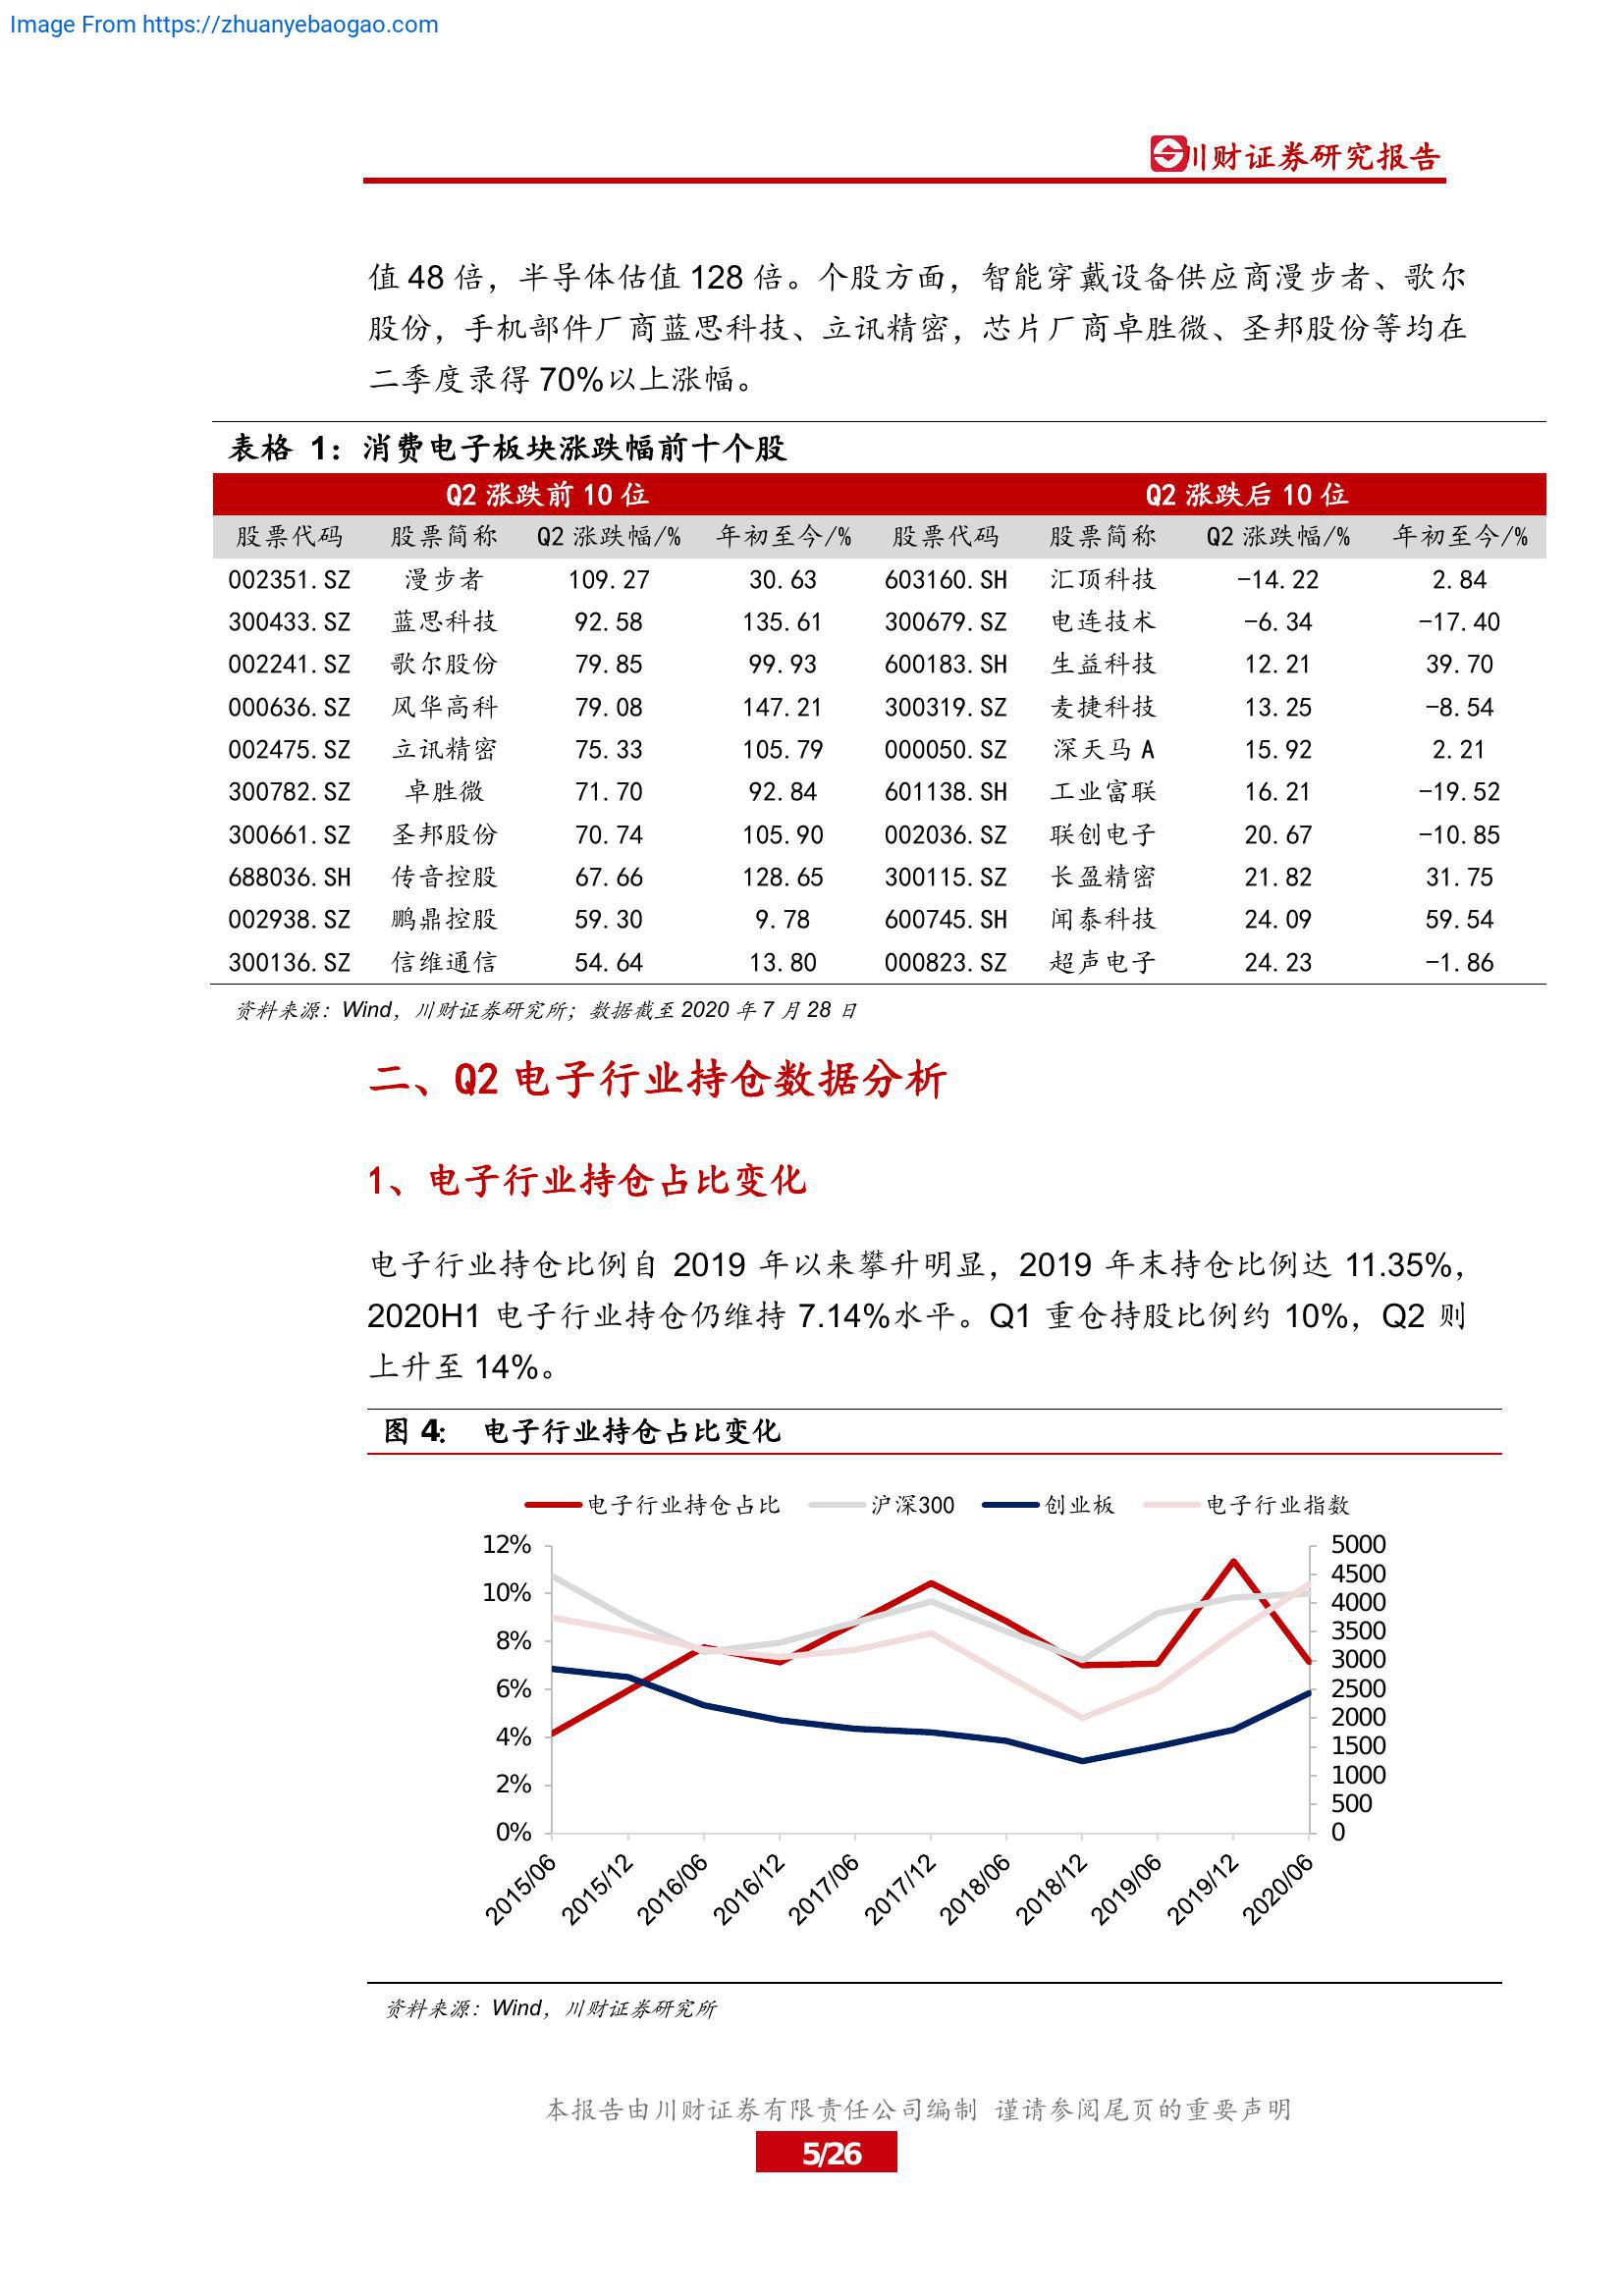 Image From https://zhuanyebaogao.com
川财证券研究报告
值 48 倍，半导体估值 128 倍。个股方面，智能穿戴设备供应商漫步者、歌尔
股份，手机部件厂商蓝思科技、立讯精密，芯片厂商卓胜微、圣邦股份等均在
二季度录得 70%以上涨幅。
表格 1：消费电子板块涨跌幅前十个股
Q2 涨跌前 10 位 Q2 涨跌后 10 位
股票代码 股票简称 Q2 涨跌幅/% 年初至今/% 股票代码 股票简称 Q2 涨跌幅/% 年初至今/%
002351.SZ 漫步者 109.27 30.63 603160.SH 汇顶科技 -14.22 2.84
300433.SZ 蓝思科技 92.58 135.61 300679.SZ 电连技术 -6.34 -17.40
002241.SZ 歌尔股份 79.85 99.93 600183.SH 生益科技 12.21 39.70
000636.SZ 风华高科 79.08 147.21 300319.SZ 麦捷科技 13.25 -8.54
002475.SZ 立讯精密 75.33 105.79 000050.SZ 深天马 A 15.92 2.21
300782.SZ 卓胜微 71.70 92.84 601138.SH 工业富联 16.21 -19.52
300661.SZ 圣邦股份 70.74 105.90 002036.SZ 联创电子 20.67 -10.85
688036.SH 传音控股 67.66 128.65 300115.SZ 长盈精密 21.82 31.75
002938.SZ 鹏鼎控股 59.30 9.78 600745.SH 闻泰科技 24.09 59.54
300136.SZ 信维通信 54.64 13.80 000823.SZ 超声电子 24.23 -1.86
资料来源：Wind，川财证券研究所；数据截至 2020 年 7 月 28 日
二、Q2 电子行业持仓数据分析
1、电子行业持仓占比变化
电子行业持仓比例自 2019 年以来攀升明显，2019 年末持仓比例达 11.35%，
2020H1 电子行业持仓仍维持 7.14%水平。Q1 重仓持股比例约 10%，Q2 则
上升至 14%。
图 4: 电子行业持仓占比变化
电子行业持仓占比 沪深300 创业板 电子行业指数
12% 5000
4500
10% 4000
8% 3500
3000
6% 2500
4% 2000
1500
2% 1000
500
0% 0
2015/06 2015/12 2016/06 2016/12 2017/06 2017/12 2018/06 2018/12 2019/06 2019/12 2020/06
资料来源：Wind，川财证券研究所
本报告由川财证券有限责任公司编制 谨请参阅尾页的重要声明
5/26